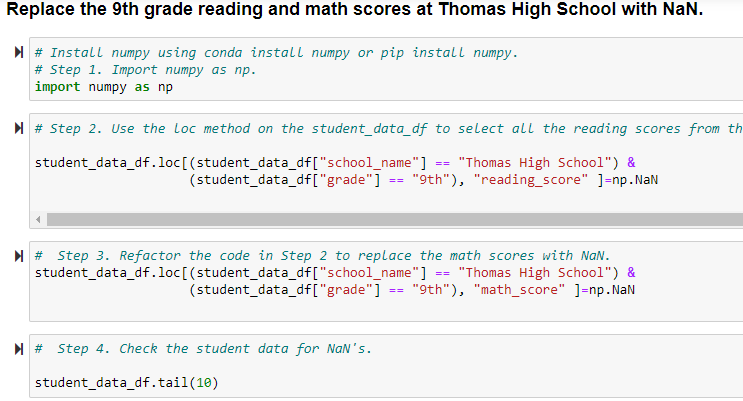 Replace the 9th grade reading and math scores at Thomas High School with NaN.
# Install numpy using conda install numpy or pip install numpy.
# Step 1. Import numpy as np.
import numpy as np
# Step 2. Use the loc method on the student_data_df to select all the reading scores from th
student_data_df.loc[(student_data_df["school_name"] == "Thomas High School") &
(student_data_df["grade"] == "9th"), "reading_score" ]=np.NaN
#  Step 3. Refactor the code in Step 2 to replace the math scores with NaN.
student_data_df.loc[(student_data_df["school_name"] == "Thomas High School") &
(student_data_df["grade"] == "9th"), "math_score" ]=np.NaN
#  Step 4. Check the student data for NaN's.
student_data_df.tail(10)